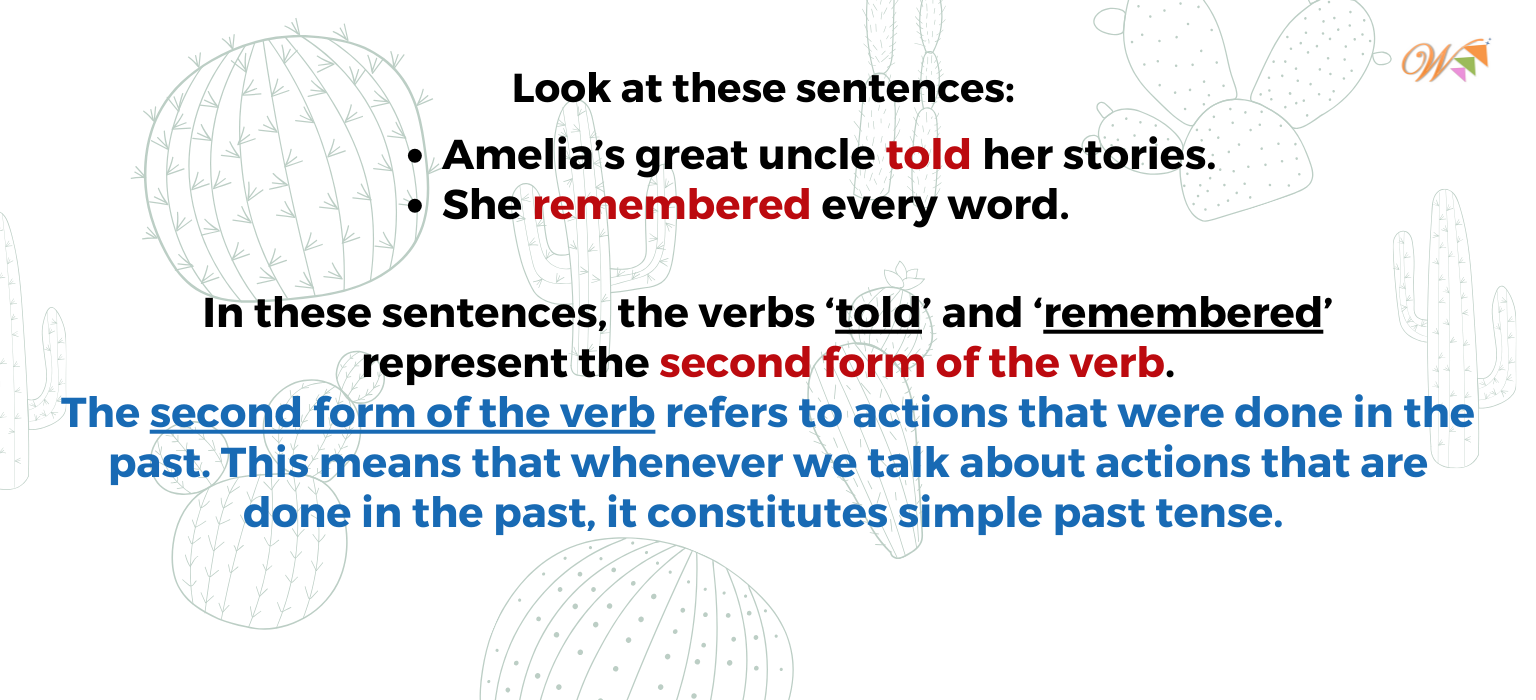 Look at these sentences:
• Amelia’s great uncle told her stories.
• She remembered every word.
In these sentences, the verbs ‘told’ and ‘remembered’
represent the second form of the verb.
The second form of the verb refers to actions that were done in the
past. This means that whenever we talk about actions that are
done in the past, it constitutes simple past tense.
W